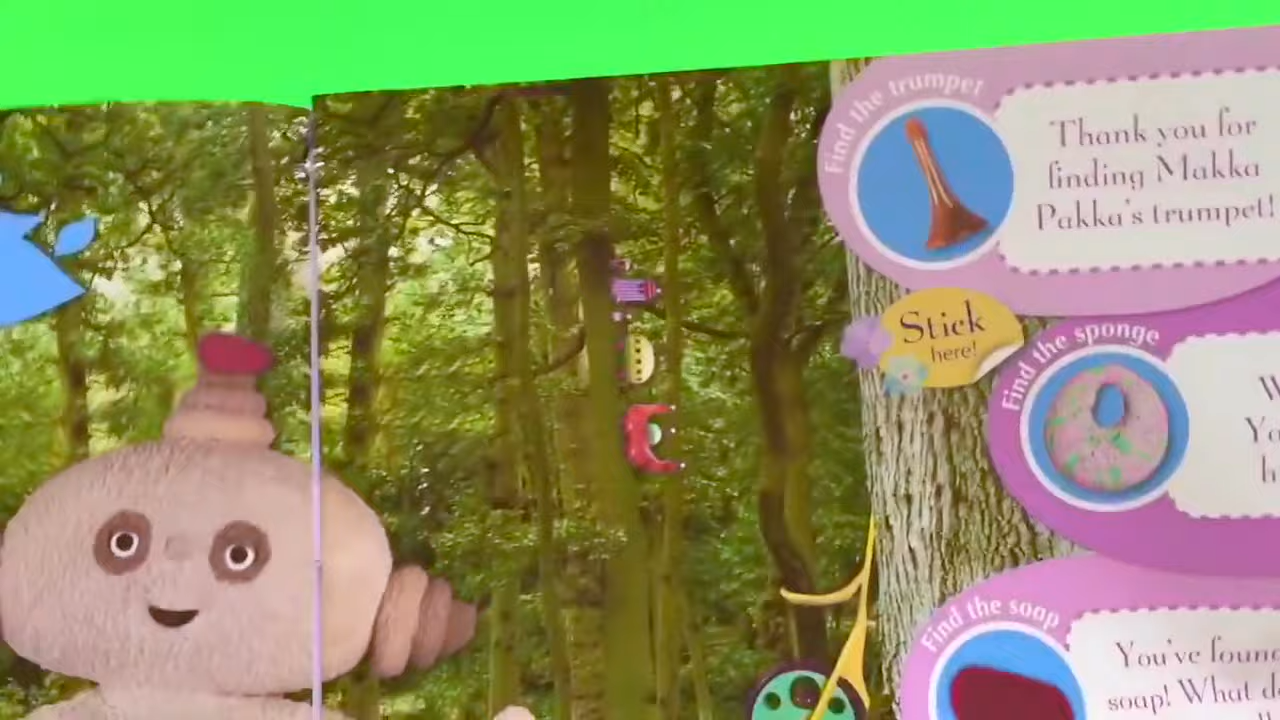 Find the trumpet
Thank you for
finding Makka
Pakka's trumpet!
Stick
here!
Find the sponge
Find the soap
You've found
soap! What